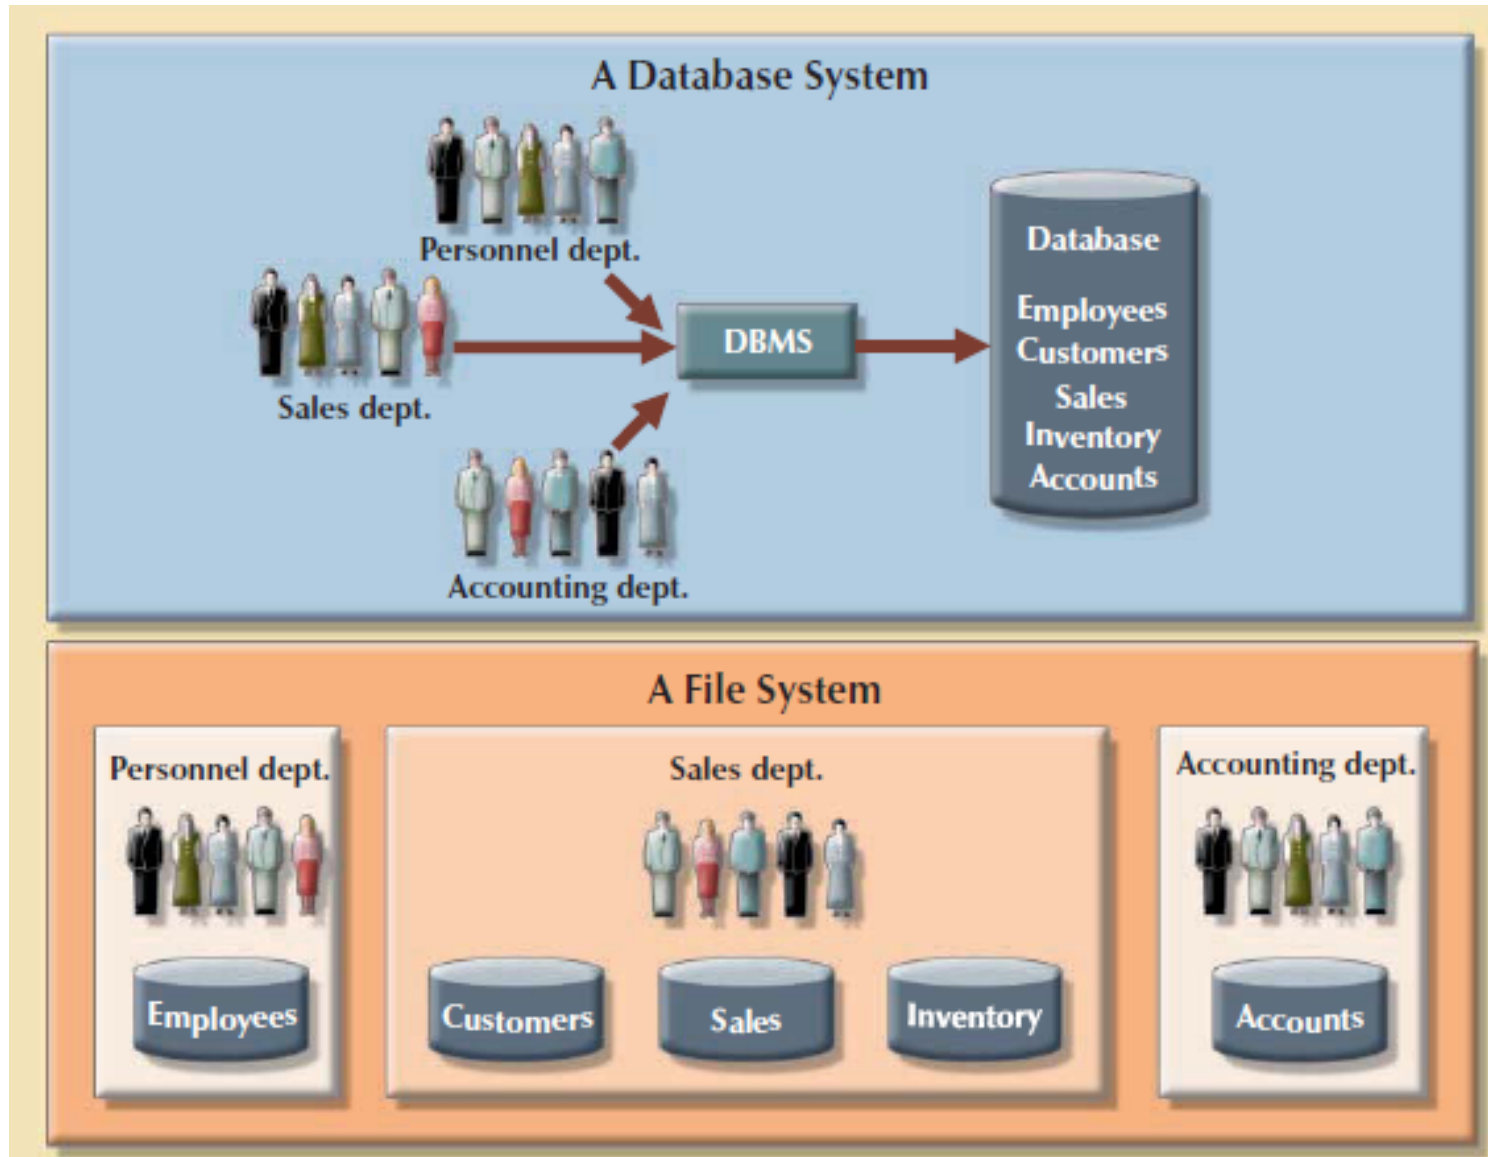 A Database System
Personnel dept.
Sales dept.
Accounting dept.
DBMS
Database
Employees
Customers
Sales
Inventory
Accounts
A File System
Personnel dept.
Employees
Sales dept.
Customers
Sales
Inventory
Accounting dept.
Accounts